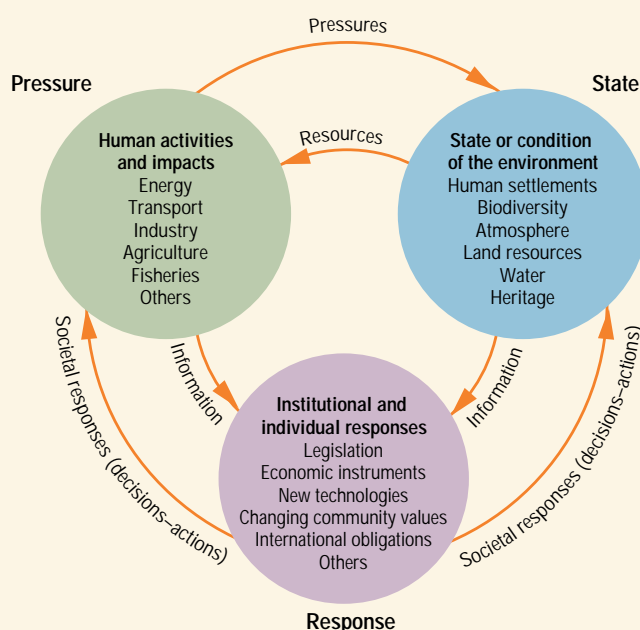 Pressures
Pressure
State
Human activities
and impacts
Energy
Transport
Industry
Agriculture
Fisheries
Others
Resources
State or condition
of the environment
Human settlements
Biodiversity
Atmosphere
Land resources
Water
Heritage
Societal responses (decisions–actions)
Information
Information
Societal responses (decisions–actions)
Institutional and
individual responses
Legislation
Economic instruments
New technologies
Changing community values
International obligations
Others
Response